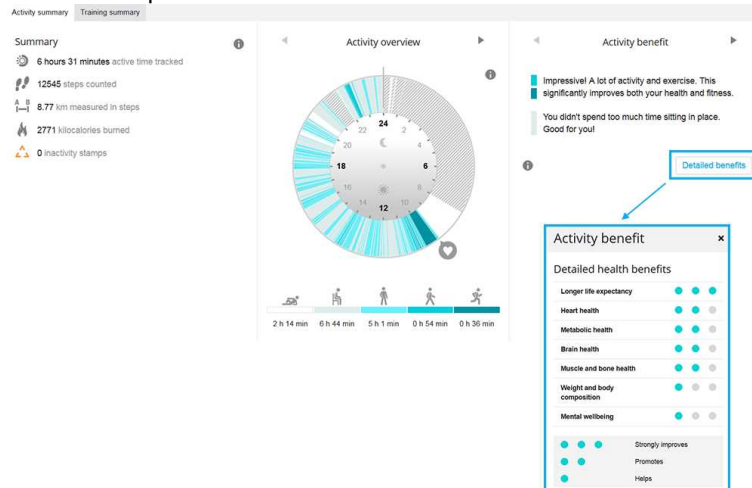 Activity summary
Training summary
Summary
6 hours 31 minutes active time tracked
12545 steps counted
A B
8.77 km measured in steps
2771 kilocalories burned
0 inactivity stamps
Activity overview
24
22
2
20
4
18
6
16
8
14
10
12
2 h 14 min
6 h 44 min
5 h 1 min
0 h 54 min
0 h 36 min
Activity benefit
Impressive! A lot of activity and exercise. This
significantly improves both your health and fitness.
You didn't spend too much time sitting in place.
Good for you!
Detailed benefits
Activity benefit
×
Detailed health benefits
Longer life expectancy
Heart health
Metabolic health
Brain health
Muscle and bone health
Weight and body
composition
Mental wellbeing
Strongly improves
Promotes
Helps